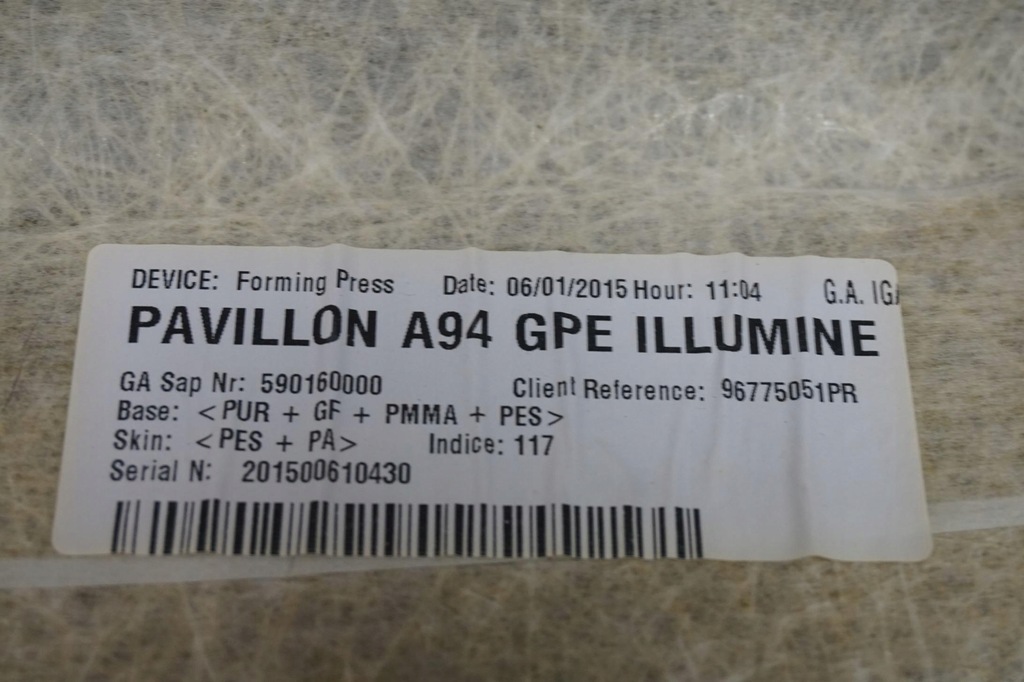 DEVICE: Forming Press Date: 06/01/2015 Hour: 11:04 G.A. IGA
PAVILLON A94 GPE ILLUMINE
GA Sap Nr: 590160000 Client Reference: 96775051PR
Base: <PUR + GF + PMMA + PES>
Skin: <PES + PA> Indice: 117
Serial N: 201500610430